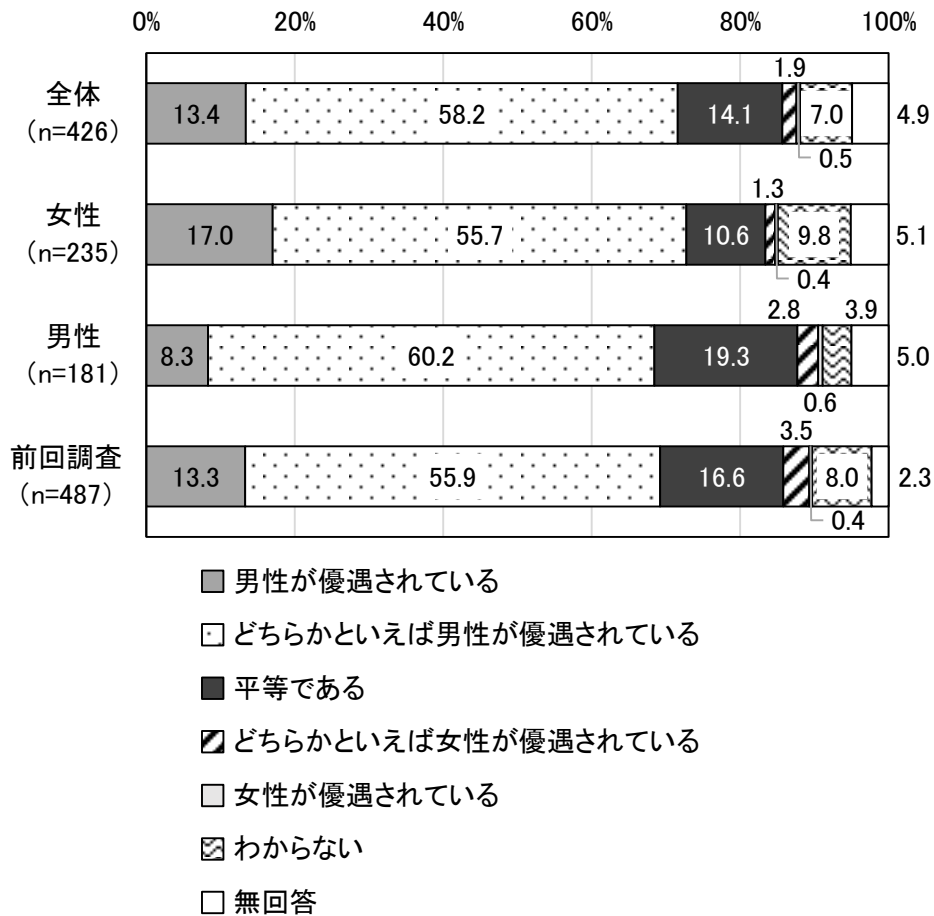 0% 20% 40% 60% 80% 100%
全体
（n=426）
13.4 58.2 14.1 1.9 0.5 7.0 4.9
女性
（n=235）
17.0 55.7 10.6 1.3 0.4 9.8 5.1
男性
（n=181）
8.3 60.2 19.3 2.8 0.6 3.9 5.0
前回調査
（n=487）
13.3 55.9 16.6 3.5 0.4 8.0 2.3
男性が優遇されている
どちらかといえば男性が優遇されている
平等である
どちらかといえば女性が優遇されている
女性が優遇されている
わからない
無回答